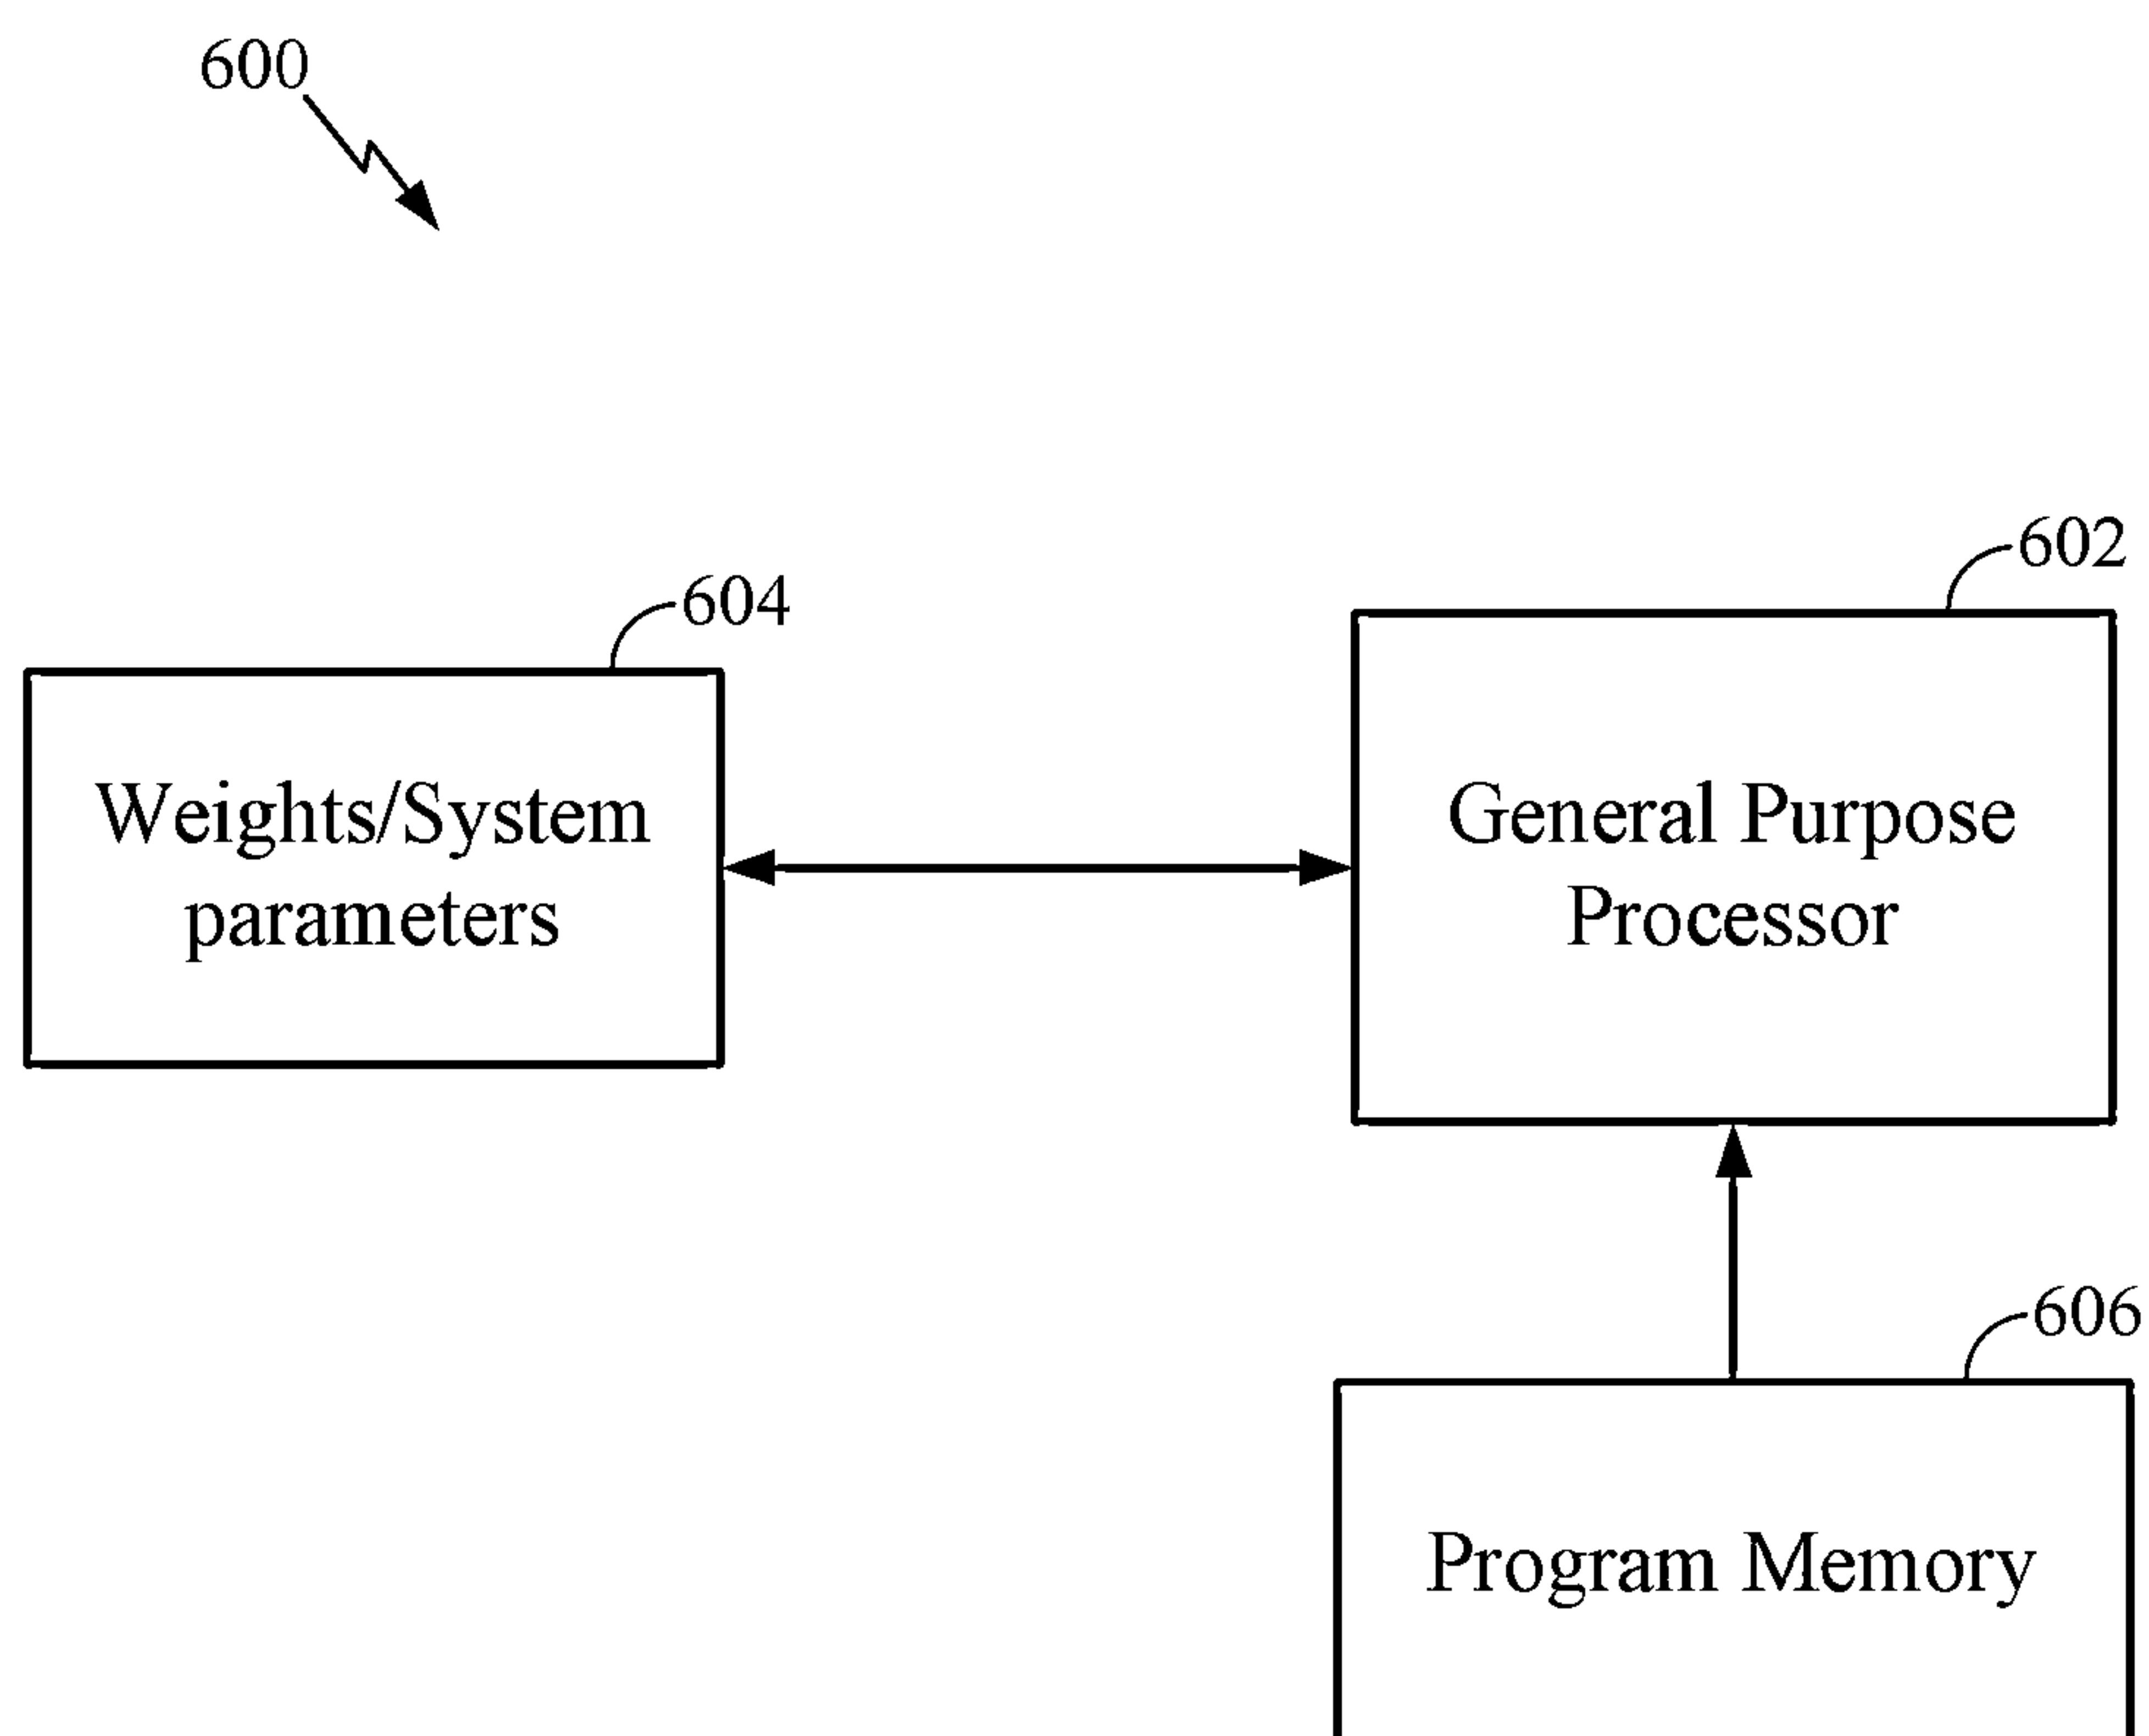 600
602
604
Weights/System
parameters
General Purpose
Processor
606
Program Memory